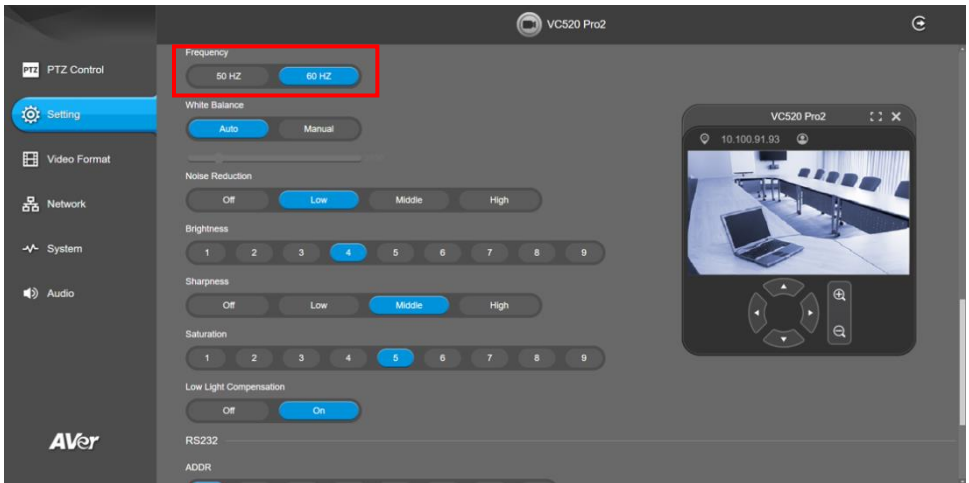 VC520 Pro2
PTZ PTZ Control
Setting
Video Format
Network
System
Audio
AVer
Frequency
50 HZ 60 HZ
White Balance
Auto Manual
Noise Reduction
Off Low Middle High
Brightness
1 2 3 4 5 6 7 8 9
Sharpness
Off Low Middle High
Saturation
1 2 3 4 5 6 7 8 9
Low Light Compensation
Off On
RS232
ADDR
VC520 Pro2
10.100.91.93